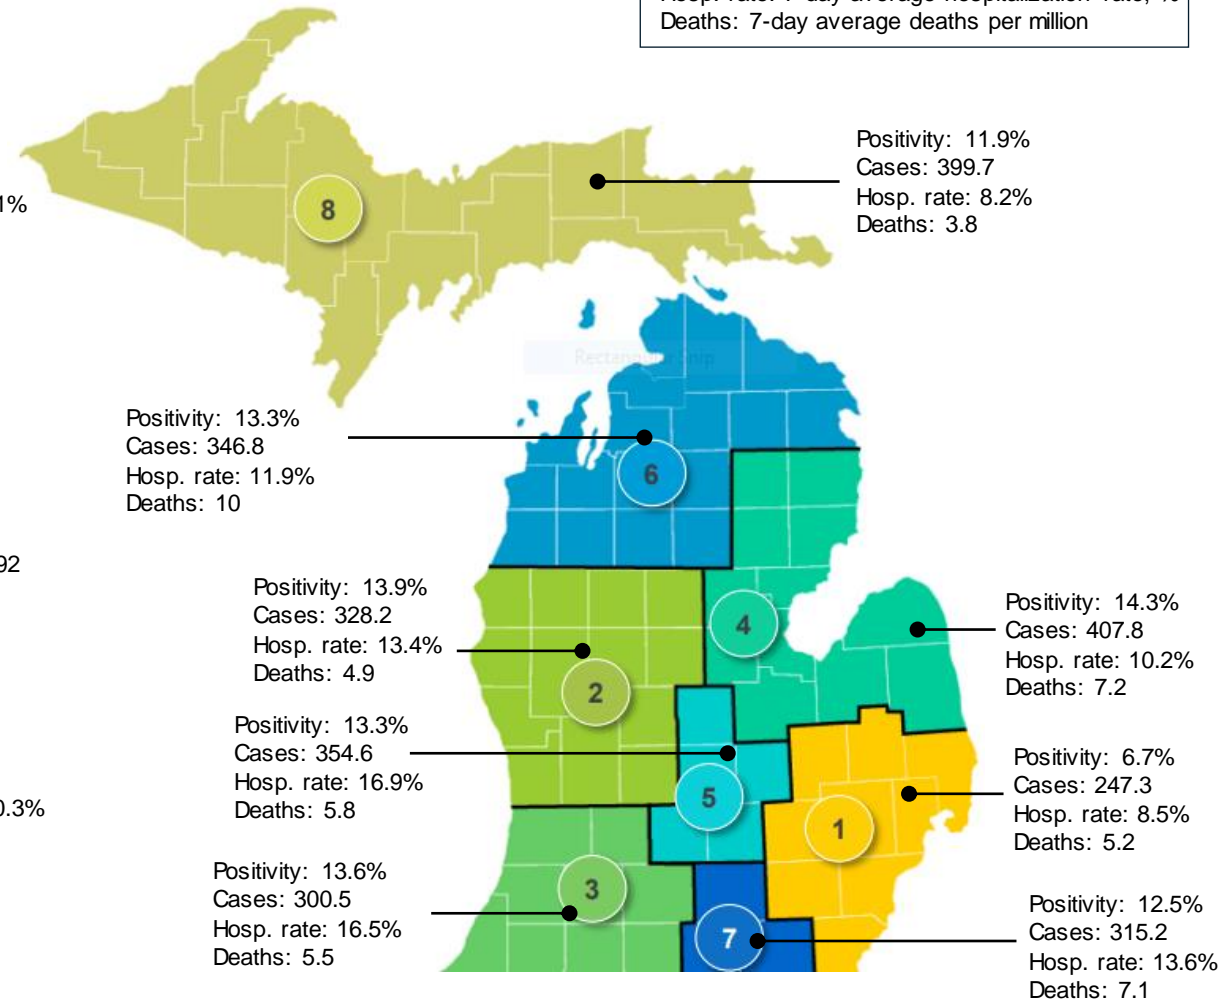 Deaths: 7-day average deaths per million
Positivity: 11.9%
Cases: 399.7
Hosp. rate: 8.2%
Deaths: 3.8
1%
8
Rectangular Snip
Positivity: 13.3%
Cases: 346.8
Hosp. rate: 11.9%
Deaths: 10
6
92
Positivity: 13.9%
Cases: 328.2
Hosp. rate: 13.4%
Deaths: 4.9
2
4
Positivity: 14.3%
Cases: 407.8
Hosp. rate: 10.2%
Deaths: 7.2
Positivity: 13.3%
Cases: 354.6
Hosp. rate: 16.9%
Deaths: 5.8
5
Positivity: 6.7%
Cases: 247.3
Hosp. rate: 8.5%
Deaths: 5.2
1
0.3%
Positivity: 13.6%
Cases: 300.5
Hosp. rate: 16.5%
Deaths: 5.5
3
7
Positivity: 12.5%
Cases: 315.2
Hosp. rate: 13.6%
Deaths: 7.1